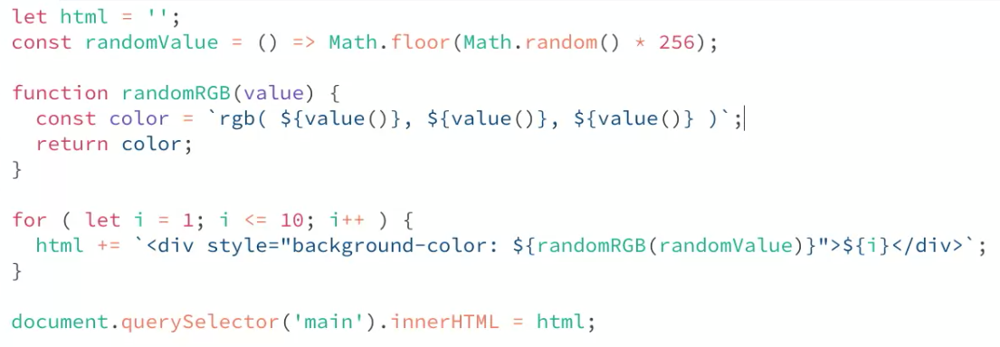 let html = '';
const randomValue = () => Math.floor(Math.random() * 256);
function randomRGB(value) {
  const color = `rgb( ${value()}, ${value()}, ${value()} )`;
  return color;
}
for ( let i = 1; i <= 10; i++ ) {
  html += `<div style="background-color: ${randomRGB(randomValue)}">${i}</div>`;
}
document.querySelector('main').innerHTML = html;